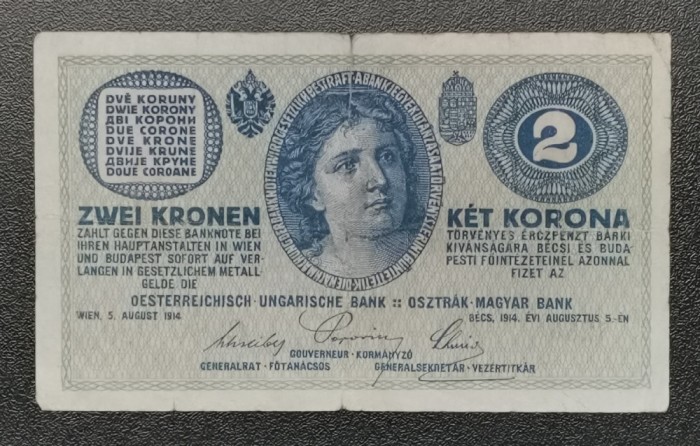 DVĚ KORUNY
DWIE KORONY
ДВІ КОРОНИ
DUE CORONE
DVE KRONE
DVIJE KRUNE
ДВИЈЕ КРУНЕ
DOUE COROANE
2
ZWEI KRONEN
ZAHLT GEGEN DIESE BANKNOTE BEI
IHREN HAUPTANSTALTEN IN WIEN
UND BUDAPEST SOFORT AUF VER-
LANGEN IN GESETZLICHEM METALL-
GELDE DIE
KÉT KORONA
TÖRVÉNYES ÉRCZPÉNZT BÁRKI
KIVÁNSÁGÁRA BÉCSI ÉS BUDA-
PESTI FŐINTÉZETEINÉL AZONNAL
FIZET AZ
OESTERREICHISCH-UNGARISCHE BANK :: OSZTRÁK-MAGYAR BANK
WIEN, 5. AUGUST 1914
BÉCS, 1914. ÉVI AUGUSZTUS 5.-ÉN
GOUVERNEUR · KORMÁNYZÓ
GENERALRAT · FŐTANÁCSOS
GENERALSEKRETÄR · VEZÉRTITKÁR